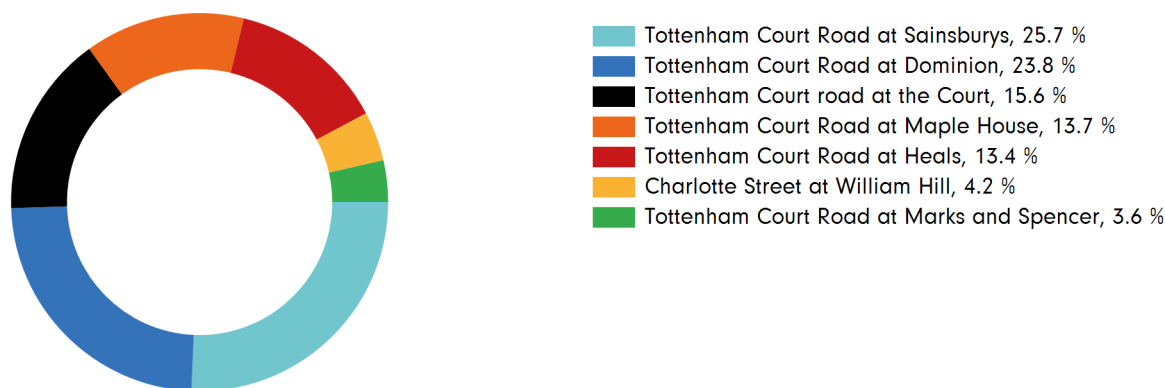 Tottenham Court Road at Sainsburys, 25.7 %
Tottenham Court Road at Dominion, 23.8 %
Tottenham Court road at the Court, 15.6 %
Tottenham Court Road at Maple House, 13.7 %
Tottenham Court Road at Heals, 13.4 %
Charlotte Street at William Hill, 4.2 %
Tottenham Court Road at Marks and Spencer, 3.6 %